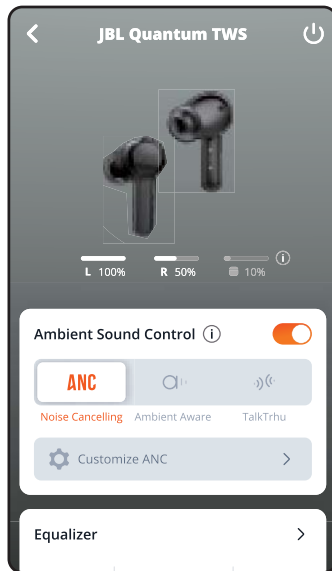 JBL Quantum TWS
L 100% R 50% 10%
Ambient Sound Control
ANC
Noise Cancelling Ambient Aware TalkTrhu
Customize ANC
Equalizer